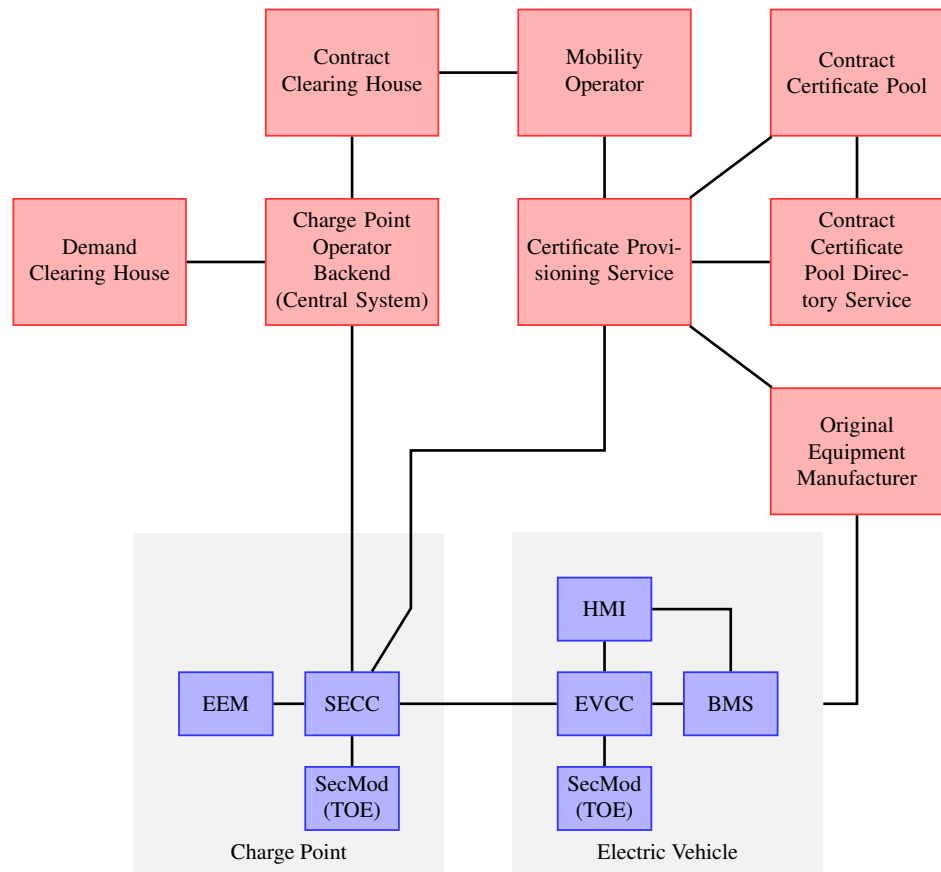 Contract
Clearing House
Mobility
Operator
Contract
Certificate Pool
Demand
Clearing House
Charge Point
Operator
Backend
(Central System)
Certificate Provi-
sioning Service
Contract
Certificate
Pool Direc-
tory Service
Original
Equipment
Manufacturer
HMI
EEM
SECC
EVCC
BMS
SecMod
(TOE)
SecMod
(TOE)
Charge Point
Electric Vehicle